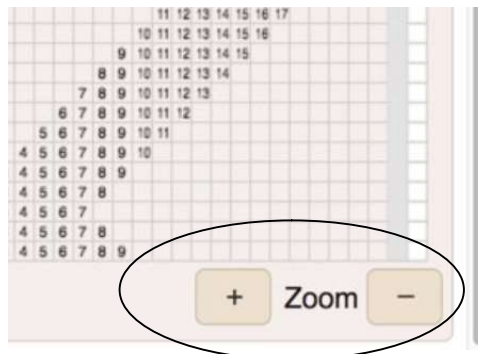 11 12 13 14 15 16 17
10 11 12 13 14 15 16
9 10 11 12 13 14 15
8 9 10 11 12 13 14
7 8 9 10 11 12 13
6 7 8 9 10 11 12
5 6 7 8 9 10 11
4 5 6 7 8 9 10
4 5 6 7 8 9
4 5 6 7 8
4 5 6 7
4 5 6 7 8
4 5 6 7 8 9
+ Zoom −